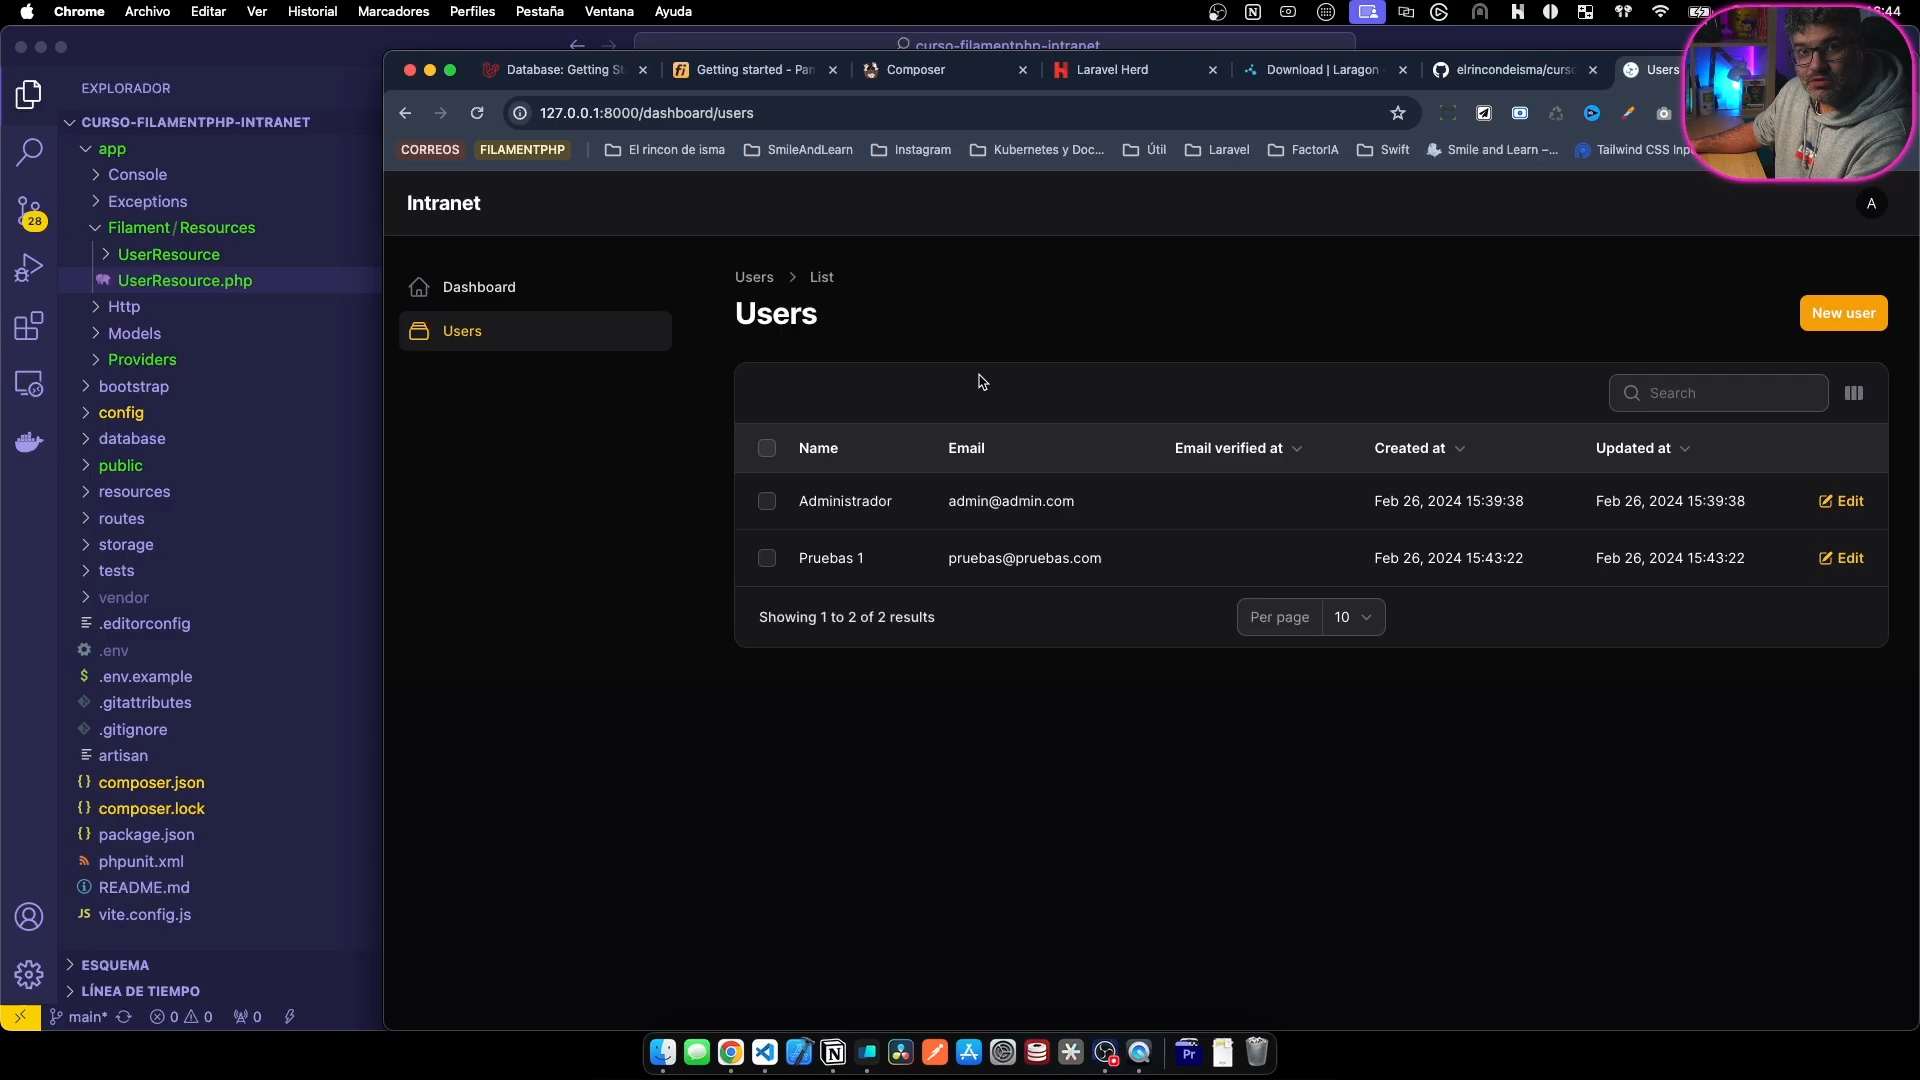 Chrome Archivo Editar Ver Historial Marcadores Perfiles Pestaña Ventana Ayuda
:44
curso-filamentphp-intranet
EXPLORADOR
CURSO-FILAMENTPHP-INTRANET
app
Console
Exceptions
Filament / Resources
UserResource
UserResource.php
Http
Models
Providers
bootstrap
config
database
public
resources
routes
storage
tests
vendor
.editorconfig
.env
.env.example
.gitattributes
.gitignore
artisan
composer.json
composer.lock
package.json
phpunit.xml
README.md
vite.config.js
ESQUEMA
LÍNEA DE TIEMPO
28
main* 0 0 0
Database: Getting St
Getting started - Pan
Composer
Laravel Herd
Download | Laragon
elrincondeisma/curso
Users
127.0.0.1:8000/dashboard/users
CORREOS FILAMENTPHP El rincon de isma SmileAndLearn Instagram Kubernetes y Doc... Útil Laravel FactorIA Swift Smile and Learn –... Tailwind CSS Inp
Intranet
A
Dashboard
Users
Users > List
Users
New user
Search
Name Email Email verified at Created at Updated at
Administrador admin@admin.com Feb 26, 2024 15:39:38 Feb 26, 2024 15:39:38 Edit
Pruebas 1 pruebas@pruebas.com Feb 26, 2024 15:43:22 Feb 26, 2024 15:43:22 Edit
Showing 1 to 2 of 2 results
Per page 10
Pr